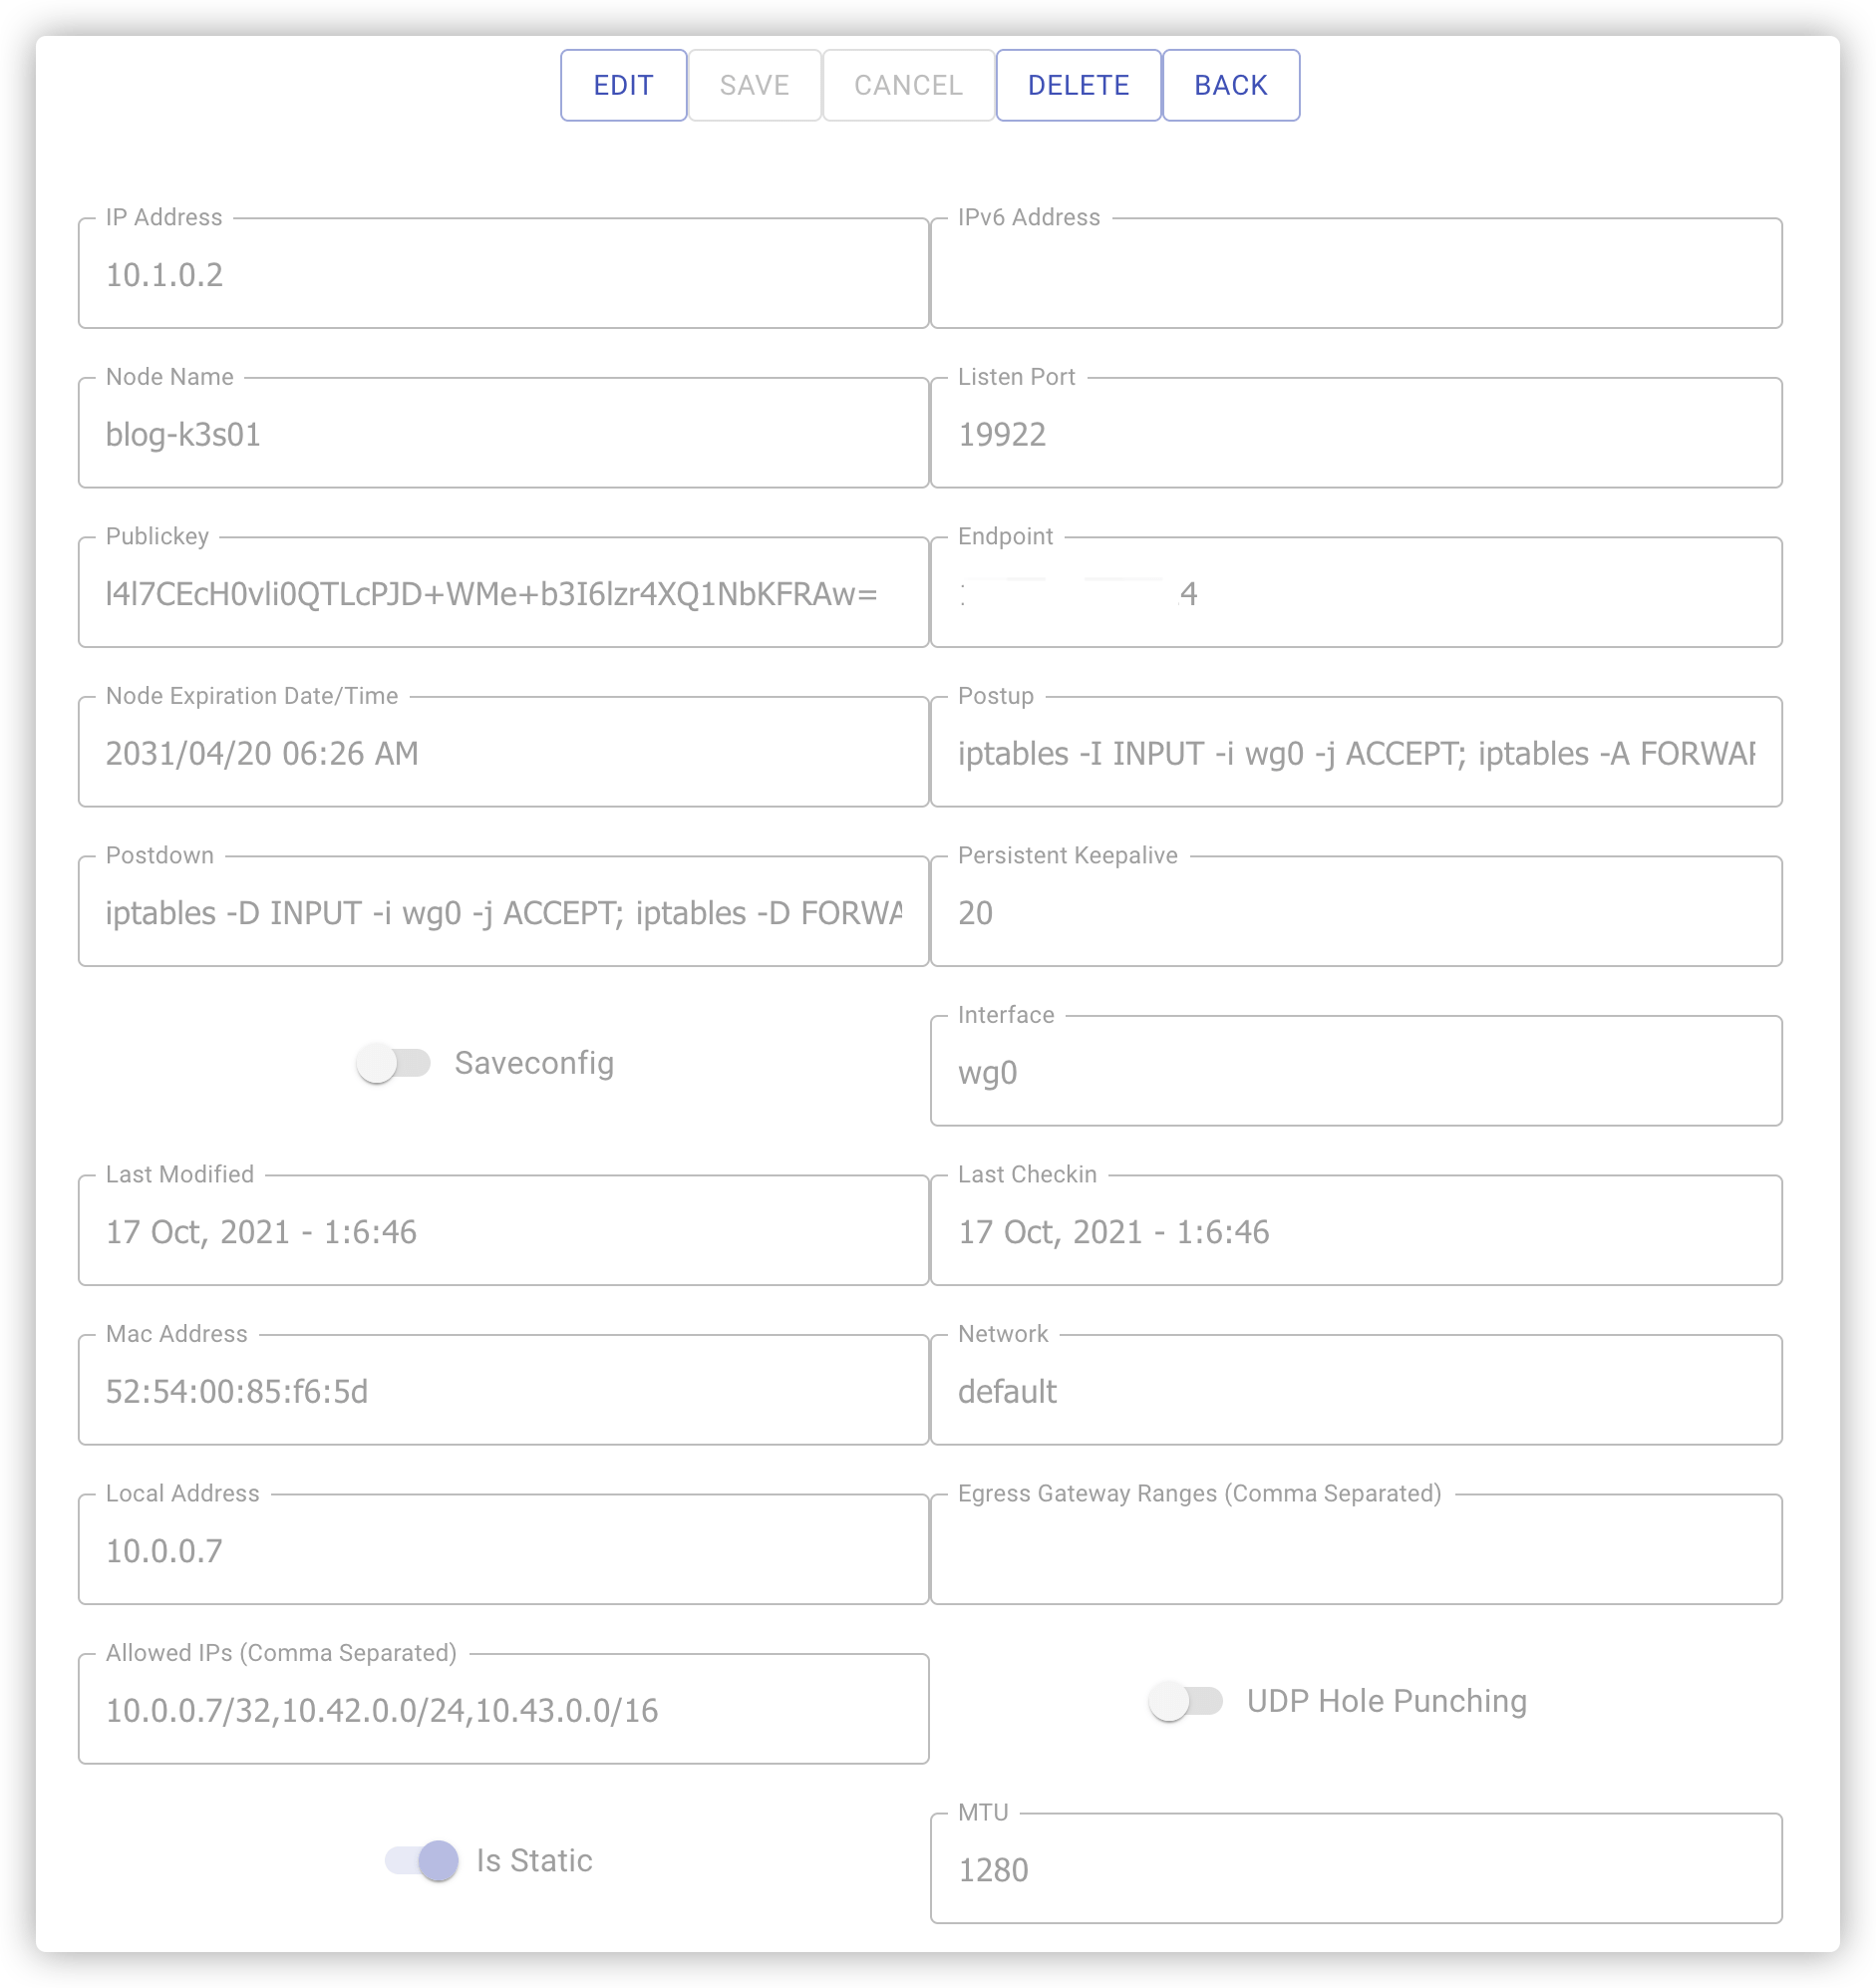 EDIT SAVE CANCEL DELETE BACK
IP Address
10.1.0.2
IPv6 Address
Node Name
blog-k3s01
Listen Port
19922
Publickey
l4l7CEcH0vli0QTLcPJD+WMe+b3I6lzr4XQ1NbKFRAw=
Endpoint
4
Node Expiration Date/Time
2031/04/20 06:26 AM
Postup
iptables -I INPUT -i wg0 -j ACCEPT; iptables -A FORWAR
Postdown
iptables -D INPUT -i wg0 -j ACCEPT; iptables -D FORWA
Persistent Keepalive
20
Saveconfig
Interface
wg0
Last Modified
17 Oct, 2021 - 1:6:46
Last Checkin
17 Oct, 2021 - 1:6:46
Mac Address
52:54:00:85:f6:5d
Network
default
Local Address
10.0.0.7
Egress Gateway Ranges (Comma Separated)
Allowed IPs (Comma Separated)
10.0.0.7/32,10.42.0.0/24,10.43.0.0/16
UDP Hole Punching
Is Static
MTU
1280